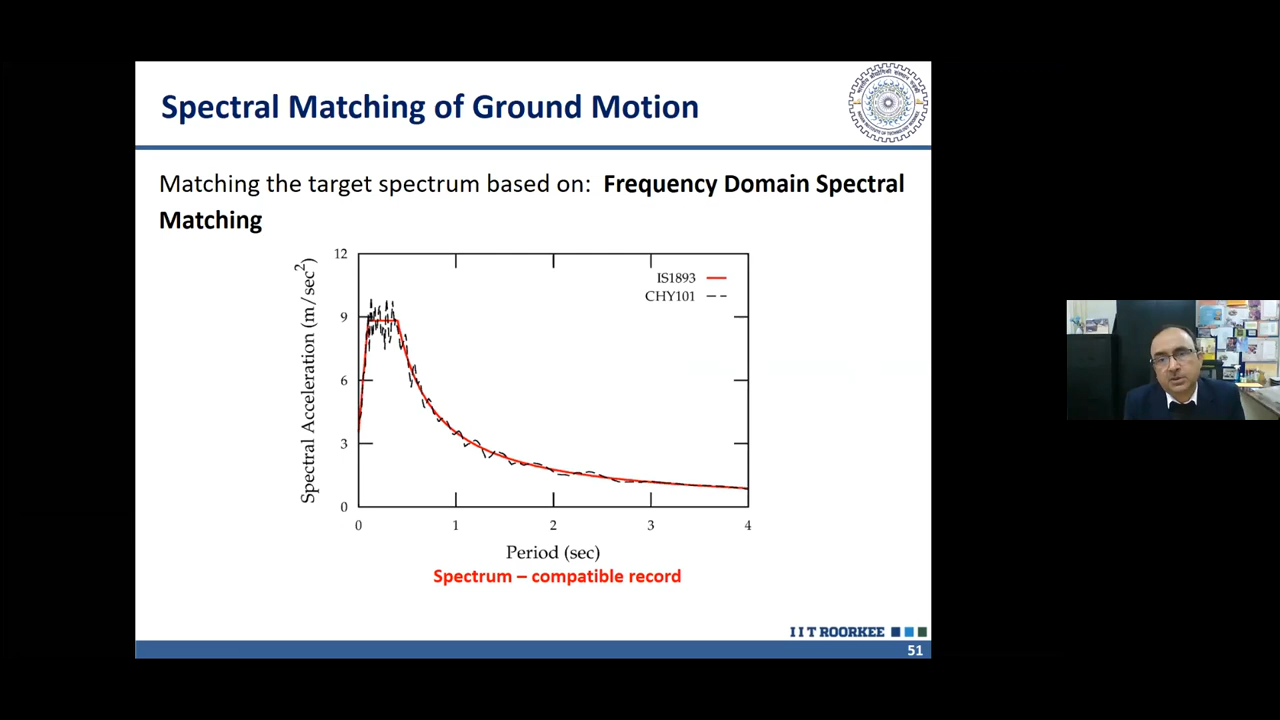 Spectral Matching of Ground Motion
Matching the target spectrum based on: Frequency Domain Spectral
Matching
Spectral Acceleration (m/sec²)
12
9
6
3
0
IS1893
CHY101
0 1 2 3 4
Period (sec)
Spectrum – compatible record
I I T ROORKEE
51